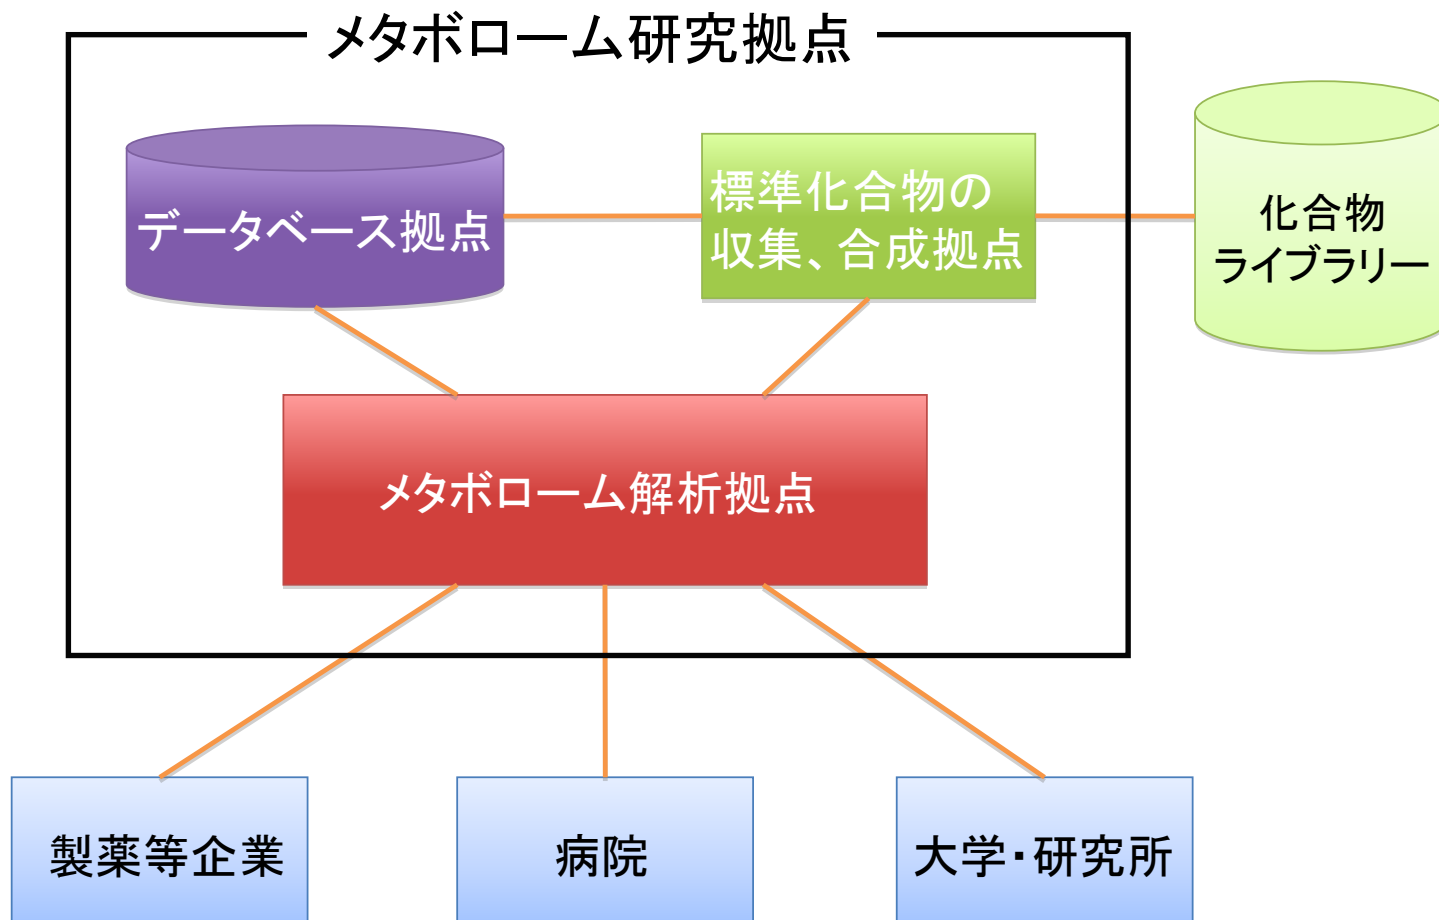 メタボローム研究拠点
データベース拠点
標準化合物の
収集、合成拠点
化合物
ライブラリー
メタボローム解析拠点
製薬等企業
病院
大学・研究所